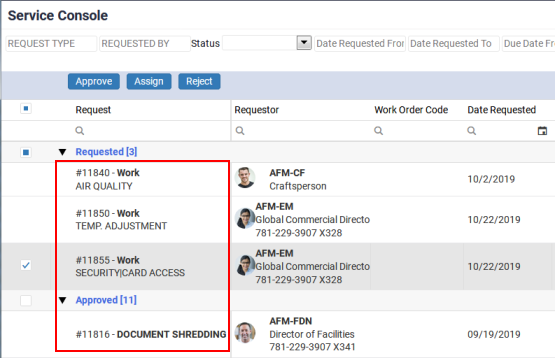 Service Console
REQUEST TYPE REQUESTED BY Status Date Requested From Date Requested To Due Date Fr
Approve Assign Reject
Request Requestor Work Order Code Date Requested
Requested [3]
#11840 - Work AFM-CF 10/2/2019
AIR QUALITY Craftsperson
#11850 - Work AFM-EM 10/22/2019
TEMP. ADJUSTMENT Global Commercial Directo
781-229-3907 X328
#11855 - Work AFM-EM 10/22/2019
SECURITY|CARD ACCESS Global Commercial Directo
781-229-3907 X328
Approved [11]
#11816 - DOCUMENT SHREDDING AFM-FDN 09/19/2019
Director of Facilities
781-229-3907 X341